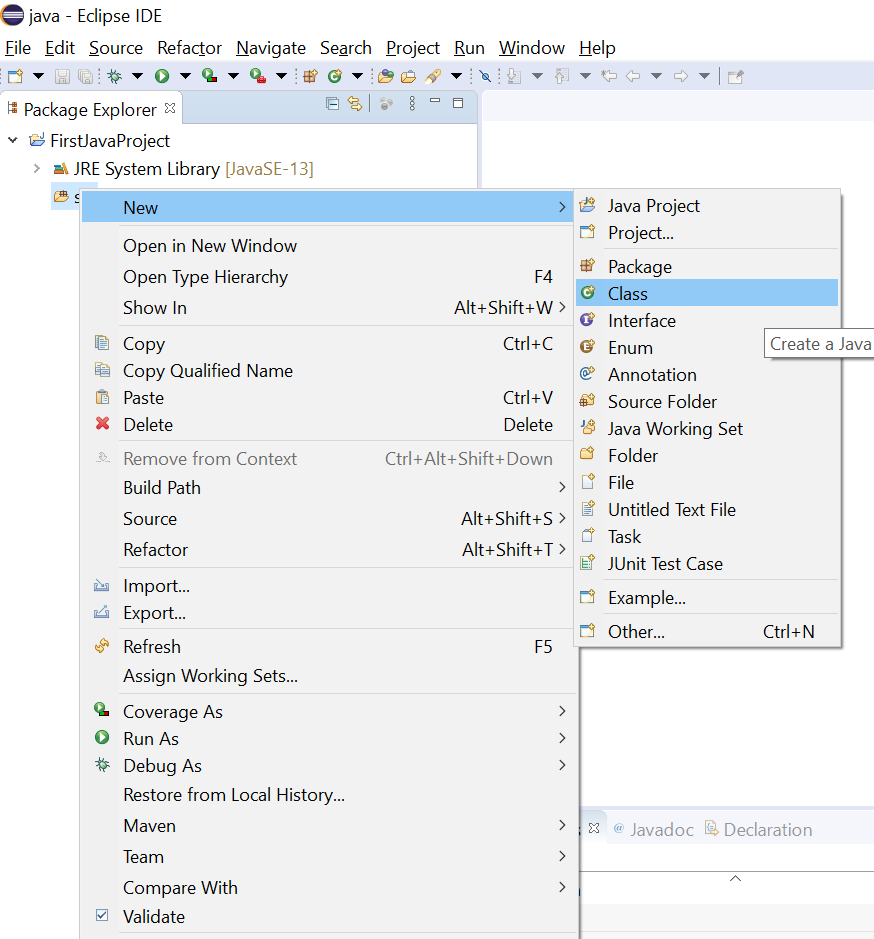 java - Eclipse IDE
File Edit Source Refactor Navigate Search Project Run Window Help
Package Explorer
FirstJavaProject
JRE System Library [JavaSE-13]
s
New
Open in New Window
Open Type Hierarchy F4
Show In Alt+Shift+W
Copy Ctrl+C
Copy Qualified Name
Paste Ctrl+V
Delete Delete
Remove from Context Ctrl+Alt+Shift+Down
Build Path
Source Alt+Shift+S
Refactor Alt+Shift+T
Import...
Export...
Refresh F5
Assign Working Sets...
Coverage As
Run As
Debug As
Restore from Local History...
Maven
Team
Compare With
Validate
Java Project
Project...
Package
Class
Interface
Enum
Annotation
Source Folder
Java Working Set
Folder
File
Untitled Text File
Task
JUnit Test Case
Example...
Other... Ctrl+N
Create a Java
@ Javadoc Declaration